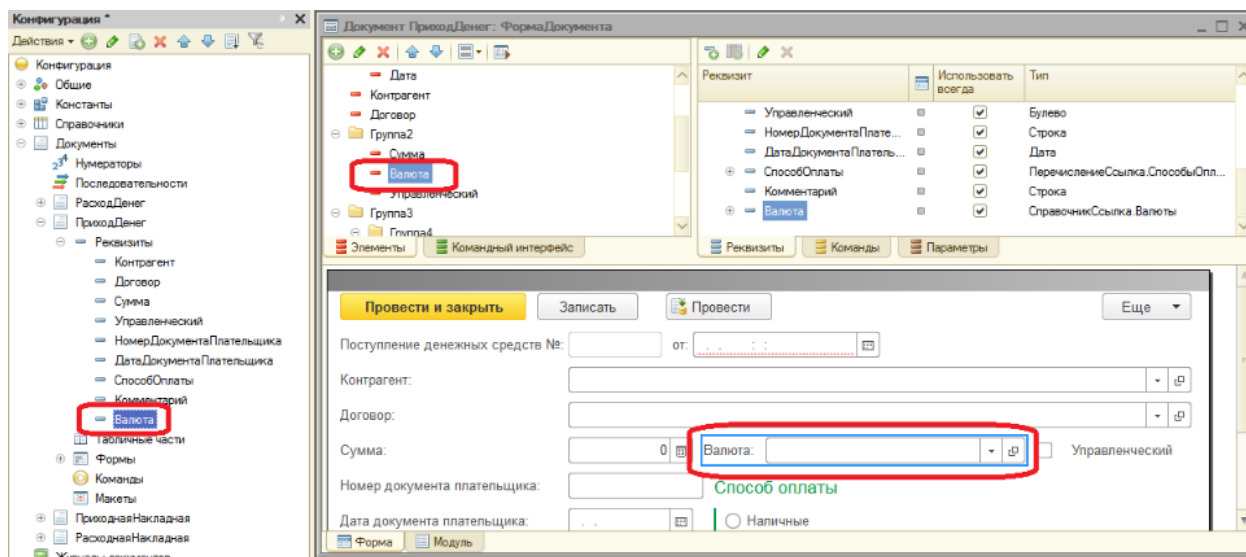 Конфигурация *
Действия
Конфигурация
Общие
Константы
Справочники
Документы
Нумераторы
Последовательности
РасходДенег
ПриходДенег
Реквизиты
Контрагент
Договор
Сумма
Управленческий
НомерДокументаПлательщика
ДатаДокументаПлательщика
СпособОплаты
Комментарий
Валюта
Табличные части
Формы
Команды
Макеты
ПриходнаяНакладная
РасходнаяНакладная
Журналы документов
Документ ПриходДенег: ФормаДокумента
Дата
Контрагент
Договор
Группа2
Сумма
Валюта
Управленческий
Группа3
Группа4
Элементы Командный интерфейс
Реквизит Использовать всегда Тип
Управленческий Булево
НомерДокументаПлате... Строка
ДатаДокументаПлатель... Дата
СпособОплаты ПеречислениеСсылка.СпособыОпл...
Комментарий Строка
Валюта СправочникСсылка.Валюты
Реквизиты Команды Параметры
Провести и закрыть Записать Провести Еще
Поступление денежных средств №: от: . . : :
Контрагент:
Договор:
Сумма: 0 Валюта: Управленческий
Номер документа плательщика: Способ оплаты
Дата документа плательщика: . . Наличные
Форма Модуль